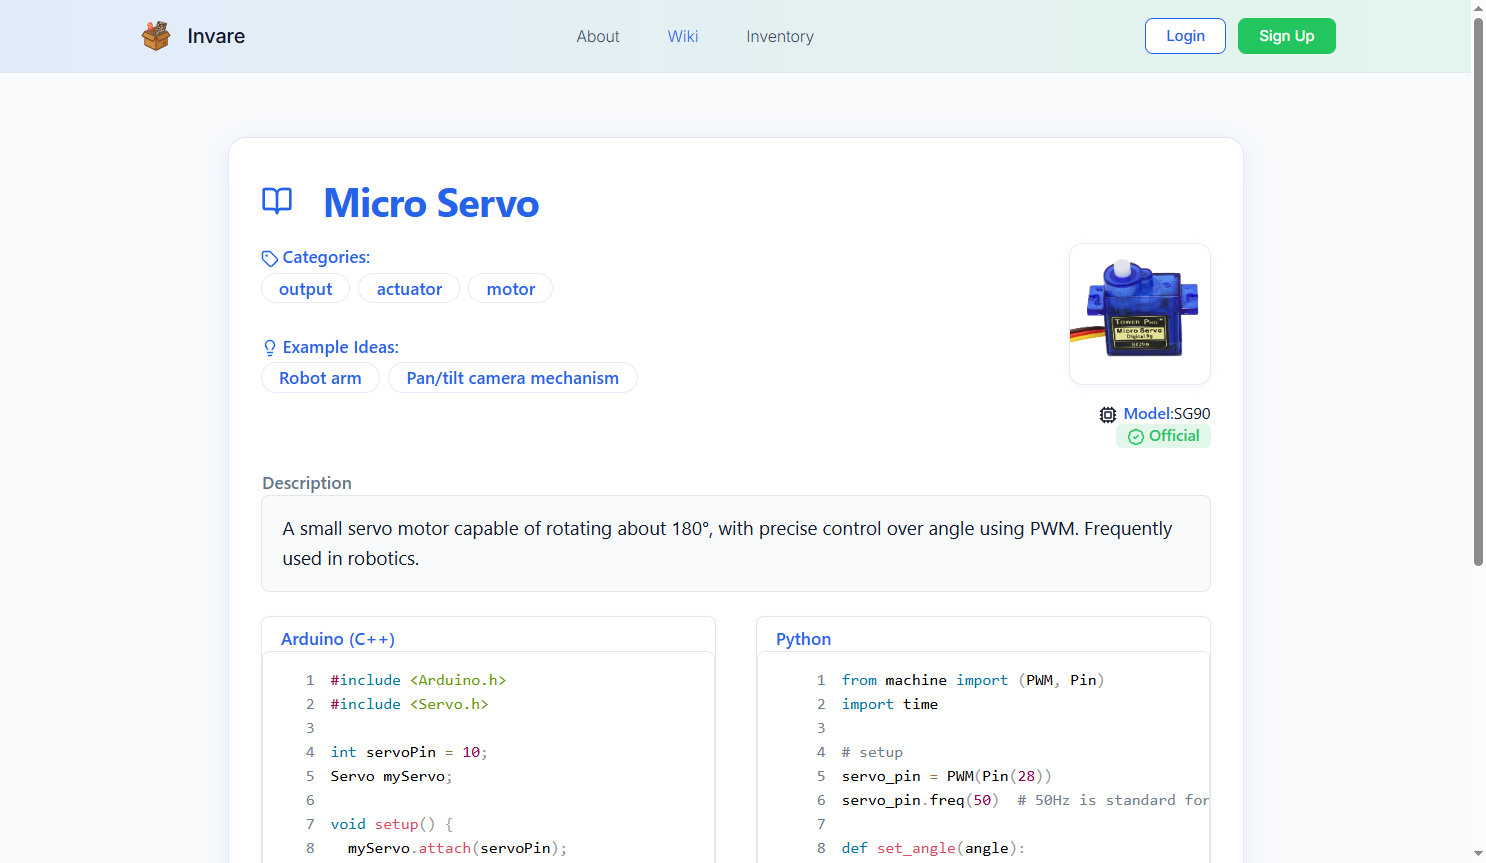 Invare
About
Wiki
Inventory
Login
Sign Up
Micro Servo
Categories:
output
actuator
motor
Example Ideas:
Robot arm
Pan/tilt camera mechanism
Tower Pro
Micro Servo
Digital 9g
SG90
Model:SG90
Official
Description
A small servo motor capable of rotating about 180°, with precise control over angle using PWM. Frequently
used in robotics.
Arduino (C++)
1 #include <Arduino.h>
2 #include <Servo.h>
3
4 int servoPin = 10;
5 Servo myServo;
6
7 void setup() {
8   myServo.attach(servoPin);
Python
1 from machine import (PWM, Pin)
2 import time
3
4 # setup
5 servo_pin = PWM(Pin(28))
6 servo_pin.freq(50)  # 50Hz is standard for
7
8 def set_angle(angle):